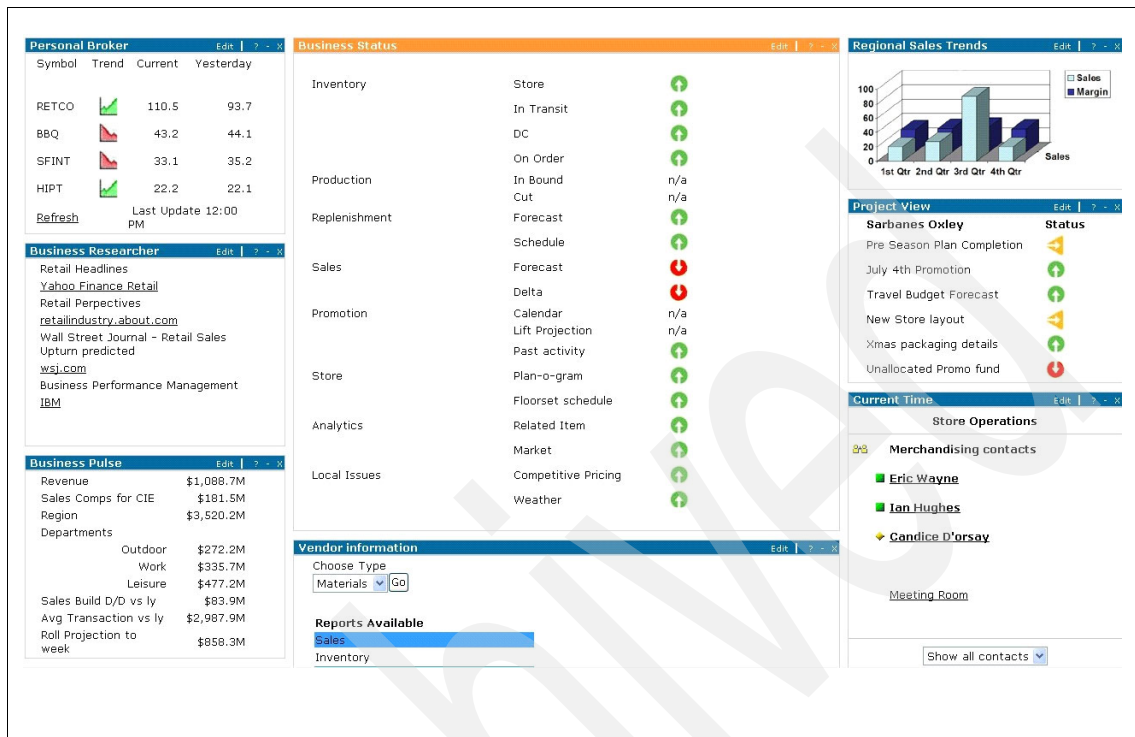 Personal Broker Edit | ? - X
Symbol Trend Current Yesterday
RETCO 110.5 93.7
BBQ 43.2 44.1
SFINT 33.1 35.2
HIPT 22.2 22.1
Refresh Last Update 12:00
PM
Business Researcher Edit | ? - X
Retail Headlines
Yahoo Finance Retail
Retail Perpectives
retailindustry.about.com
Wall Street Journal - Retail Sales
Upturn predicted
wsj.com
Business Performance Management
IBM
Business Pulse Edit | ? - X
Revenue $1,088.7M
Sales Comps for CIE $181.5M
Region $3,520.2M
Departments
Outdoor $272.2M
Work $335.7M
Leisure $477.2M
Sales Build D/D vs ly $83.9M
Avg Transaction vs ly $2,987.9M
Roll Projection to
week $858.3M
Business Status Edit | ? - X
Inventory Store
In Transit
DC
On Order
Production In Bound n/a
Cut n/a
Replenishment Forecast
Schedule
Sales Forecast
Delta
Promotion Calendar n/a
Lift Projection n/a
Past activity
Store Plan-o-gram
Floorset schedule
Analytics Related Item
Market
Local Issues Competitive Pricing
Weather
Vendor information Edit | ? - X
Choose Type
Materials Go
Reports Available
Sales
Inventory
Regional Sales Trends Edit | ? - X
100
80
60
40
20
0
1st Qtr 2nd Qtr 3rd Qtr 4th Qtr
Sales
Sales
Margin
Project View Edit | ? - X
Sarbanes Oxley Status
Pre Season Plan Completion
July 4th Promotion
Travel Budget Forecast
New Store layout
Xmas packaging details
Unallocated Promo fund
Current Time Edit | ? - X
Store Operations
Merchandising contacts
Eric Wayne
Ian Hughes
Candice D'orsay
Meeting Room
Show all contacts